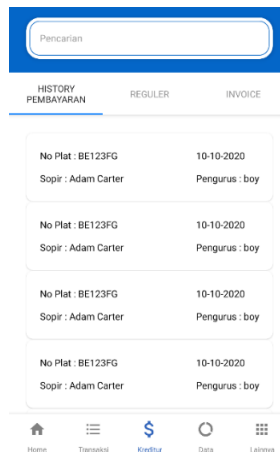 Pencarian
HISTORY PEMBAYARAN REGULER INVOICE
No Plat : BE123FG 10-10-2020
Sopir : Adam Carter Pengurus : boy
No Plat : BE123FG 10-10-2020
Sopir : Adam Carter Pengurus : boy
No Plat : BE123FG 10-10-2020
Sopir : Adam Carter Pengurus : boy
No Plat : BE123FG 10-10-2020
Sopir : Adam Carter Pengurus : boy
Home Transaksi Kreditur Data Lainnya